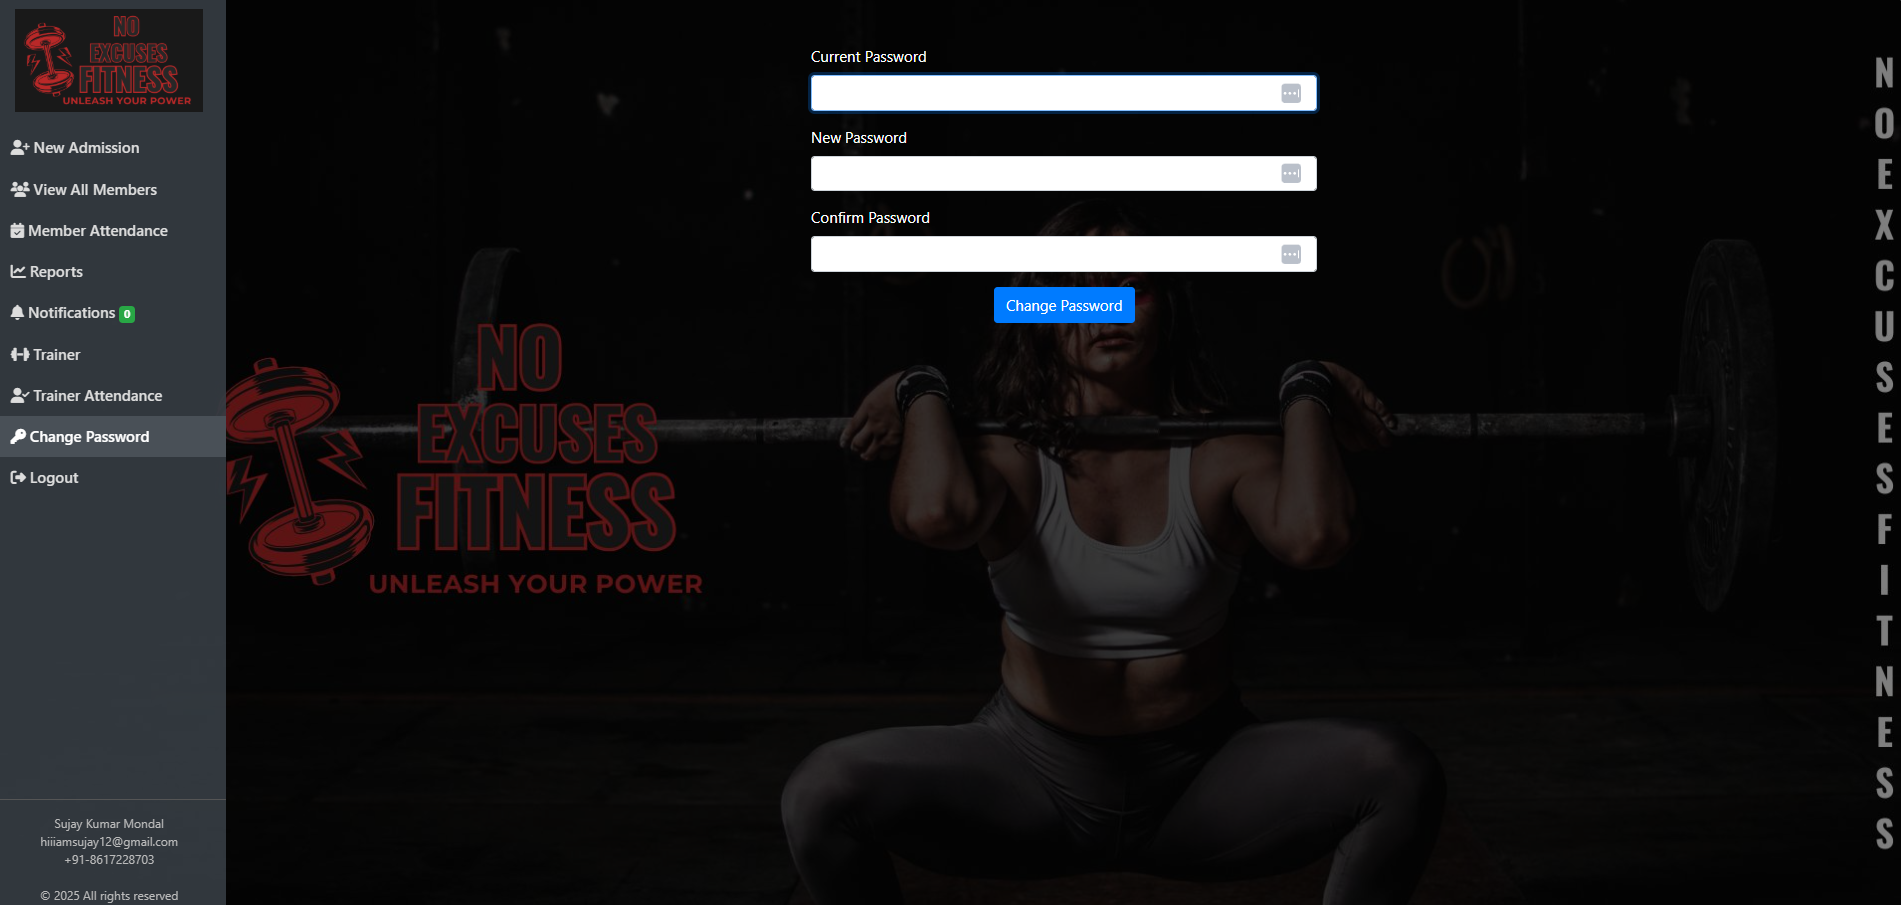 NO
EXCUSES
FITNESS
UNLEASH YOUR POWER
New Admission
View All Members
Member Attendance
Reports
Notifications 0
Trainer
Trainer Attendance
Change Password
Logout
Sujay Kumar Mondal
hiiiamsujay12@gmail.com
+91-8617228703
© 2025 All rights reserved
Current Password
New Password
Confirm Password
Change Password
NO
EXCUSES
FITNESS
UNLEASH YOUR POWER
NOEXCUSESFITNESS